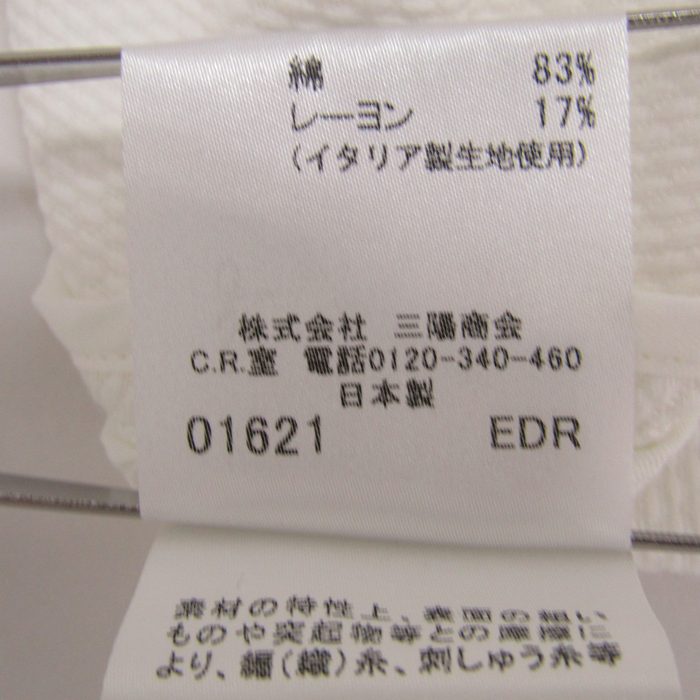 綿 83%
レーヨン 17%
(イタリア製生地使用)
株式会社 三陽商会
C.R.室 電話0120-340-460
日本製
01621 EDR
素材の特性上、表面の粗い
ものや突起物等との摩擦に
より、編(織)糸、刺しゅう糸等